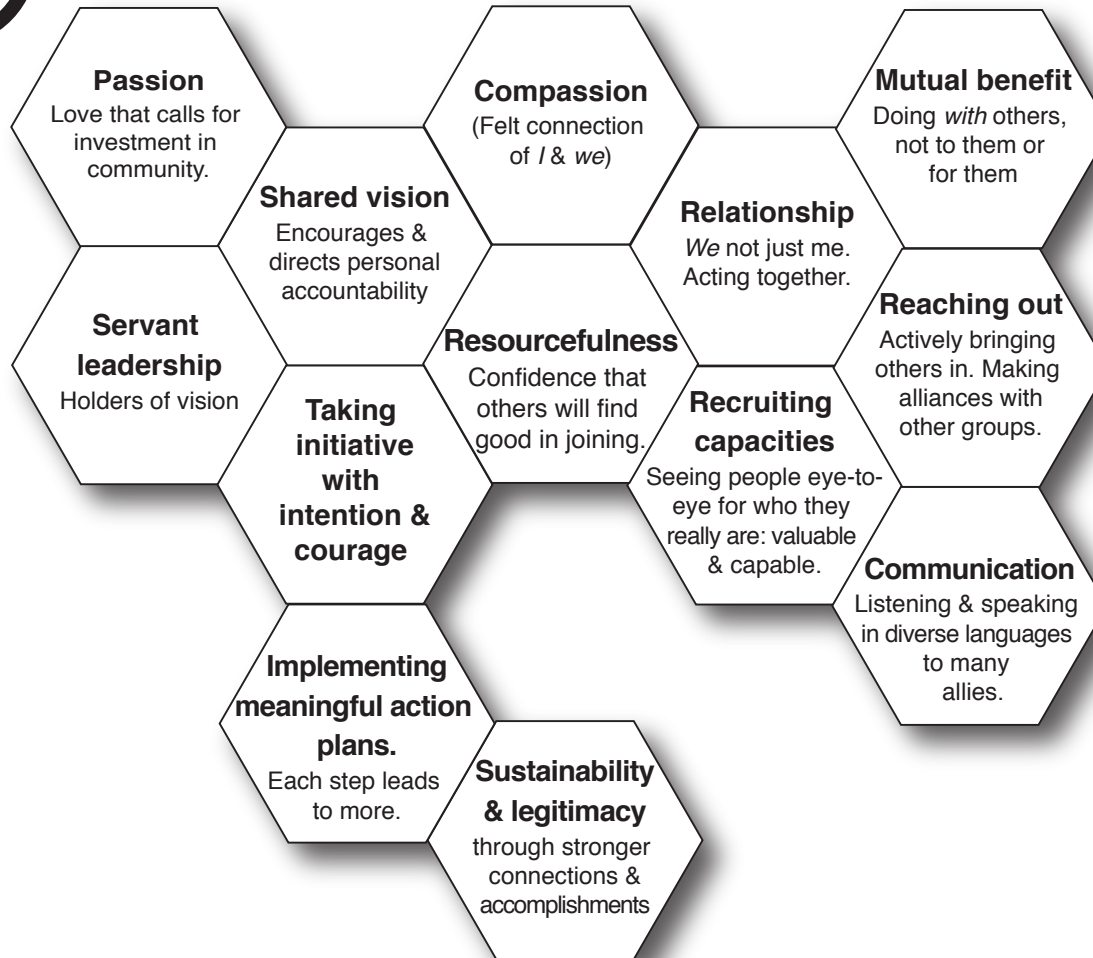 Passion
Love that calls for
investment in
community.
Compassion
(Felt connection
of I & we)
Mutual benefit
Doing with others,
not to them or
for them
Shared vision
Encourages &
directs personal
accountability
Relationship
We not just me.
Acting together.
Servant
leadership
Holders of vision
Resourcefulness
Confidence that
others will find
good in joining.
Reaching out
Actively bringing
others in. Making
alliances with
other groups.
Taking
initiative
with
intention &
courage
Recruiting
capacities
Seeing people eye-to-
eye for who they
really are: valuable
& capable.
Communication
Listening & speaking
in diverse languages
to many
allies.
Implementing
meaningful action
plans.
Each step leads
to more.
Sustainability
& legitimacy
through stronger
connections &
accomplishments